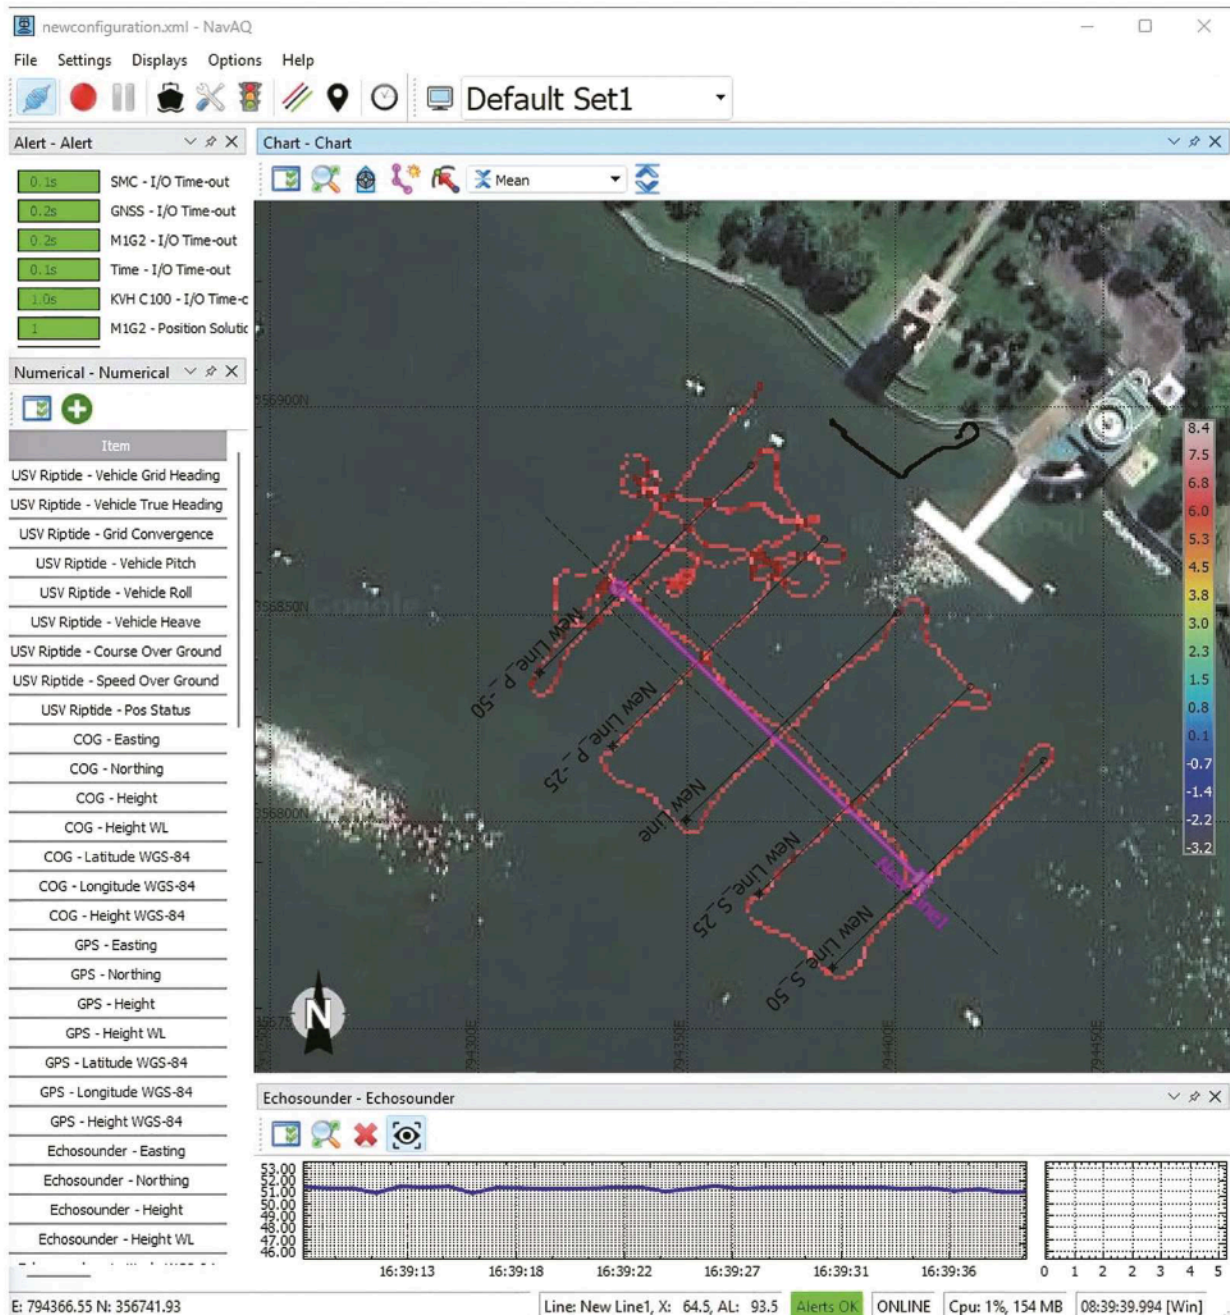 newconfiguration.xml - NavAQ
File Settings Displays Options Help
Default Set1
Alert - Alert
0.1s SMC - I/O Time-out
0.2s GNSS - I/O Time-out
0.2s M1G2 - I/O Time-out
0.1s Time - I/O Time-out
1.0s KVH C100 - I/O Time-c
1 M1G2 - Position Solutic
Numerical - Numerical
Item
USV Riptide - Vehicle Grid Heading
USV Riptide - Vehicle True Heading
USV Riptide - Grid Convergence
USV Riptide - Vehicle Pitch
USV Riptide - Vehicle Roll
USV Riptide - Vehicle Heave
USV Riptide - Course Over Ground
USV Riptide - Speed Over Ground
USV Riptide - Pos Status
COG - Easting
COG - Northing
COG - Height
COG - Height WL
COG - Latitude WGS-84
COG - Longitude WGS-84
COG - Height WGS-84
GPS - Easting
GPS - Northing
GPS - Height
GPS - Height WL
GPS - Latitude WGS-84
GPS - Longitude WGS-84
GPS - Height WGS-84
Echosounder - Easting
Echosounder - Northing
Echosounder - Height
Echosounder - Height WL
Chart - Chart
Mean
356900N
356850N
356800N
794300E
794350E
794400E
794450E
Google
New Line_P_-50
New Line_P_-25
New Line
New Line_S_25
New Line_S_50
New Line1
N
8.4
7.5
6.8
6.0
5.3
4.5
3.8
3.0
2.3
1.5
0.8
0.1
-0.7
-1.4
-2.2
-3.2
Echosounder - Echosounder
53.00
52.00
51.00
50.00
49.00
48.00
47.00
46.00
16:39:13 16:39:18 16:39:22 16:39:27 16:39:31 16:39:36
0 1 2 3 4 5
E: 794366.55 N: 356741.93
Line: New Line1, X: 64.5, AL: 93.5
Alerts OK
ONLINE
Cpu: 1%, 154 MB
08:39:39.994 [Win]